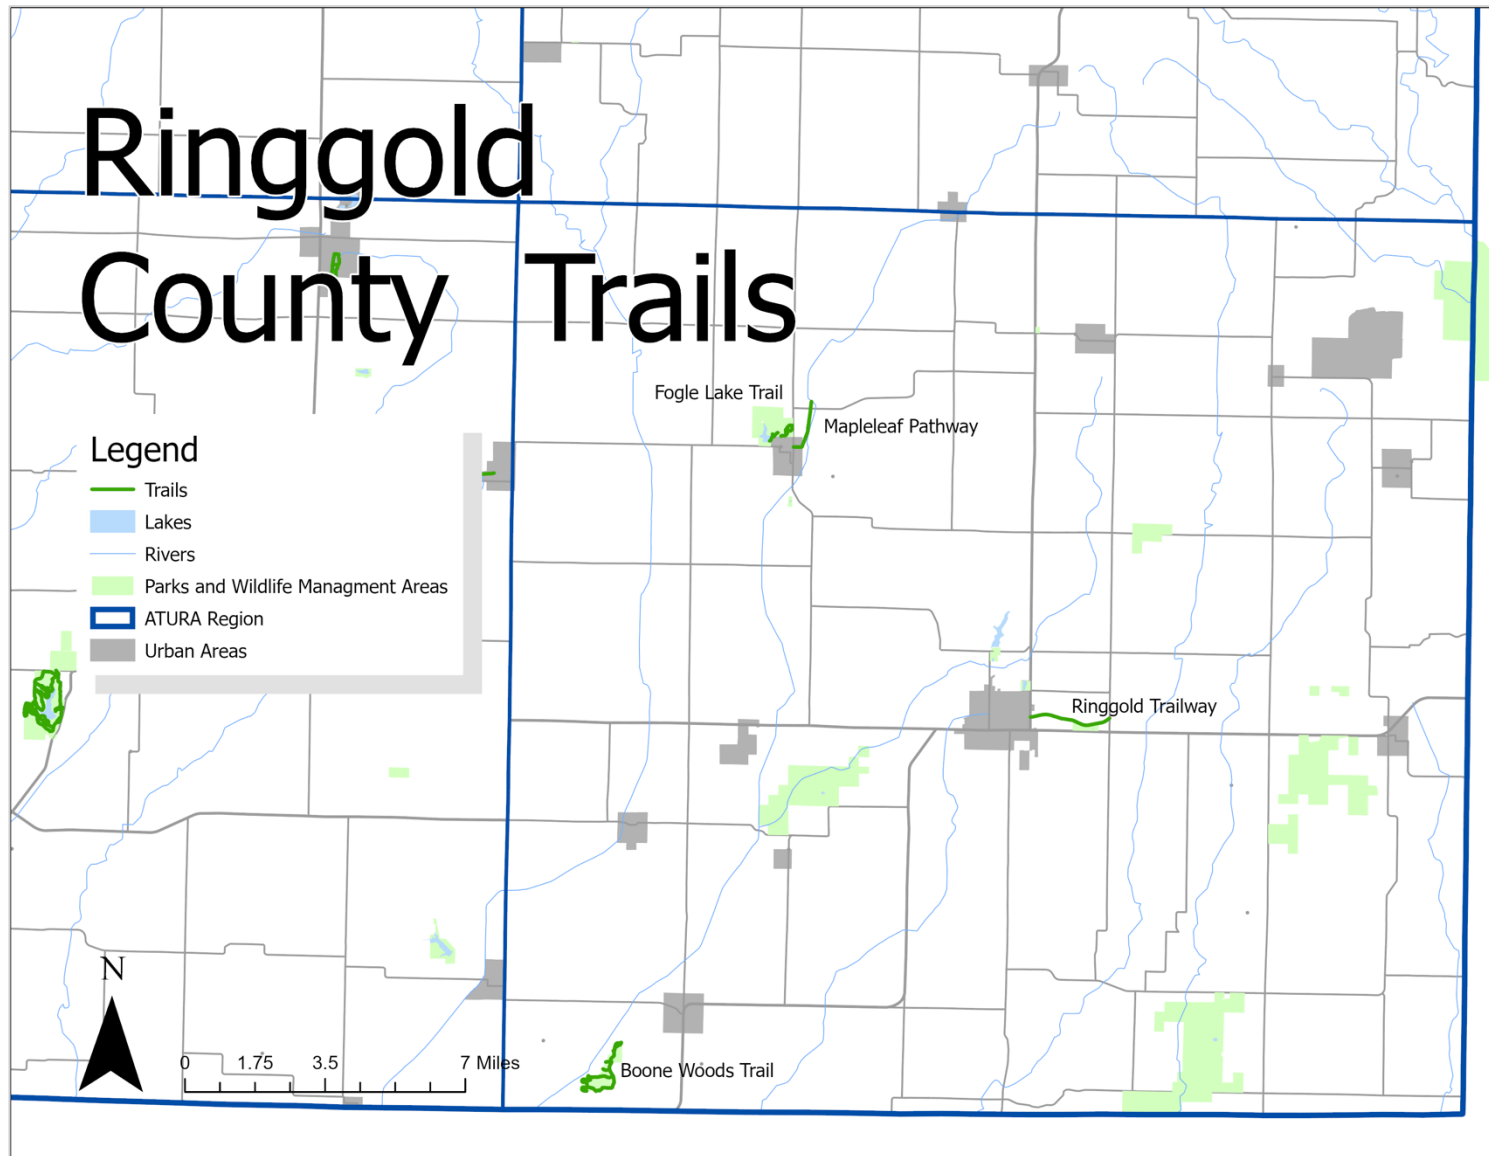 Ringgold
County Trails
Fogle Lake Trail
Mapleleaf Pathway
Legend
Trails
Lakes
Rivers
Parks and Wildlife Managment Areas
ATURA Region
Urban Areas
Ringgold Trailway
N
0 1.75 3.5 7 Miles
Boone Woods Trail